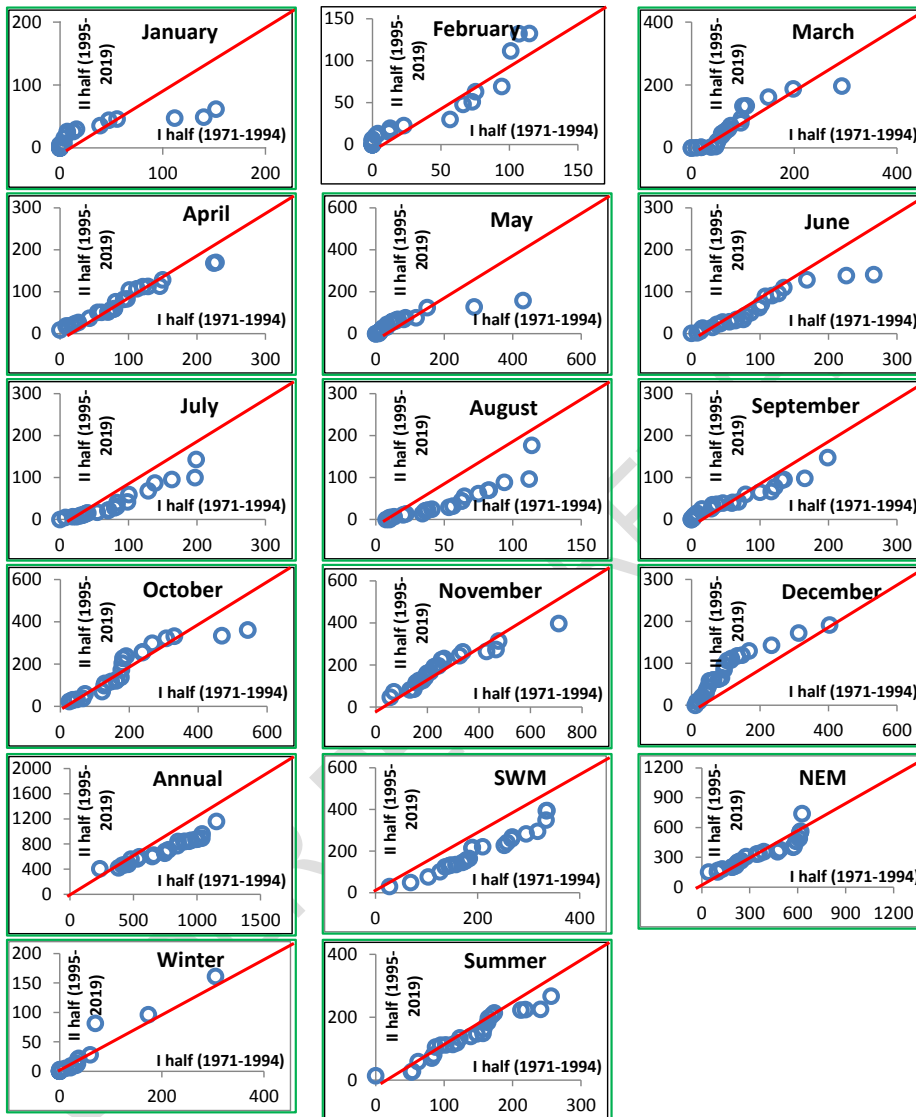 January
II half (1995-
2019)
200
100
0
I half (1971-1994)
0 100 200
February
II half (1995-
2019)
150
100
50
0
I half (1971-1994)
0 50 100 150
March
II half (1995-
2019)
400
200
0
I half (1971-1994)
0 200 400
April
II half (1995-
2019)
300
200
100
0
I half (1971-1994)
0 100 200 300
May
II half (1995-
2019)
600
400
200
0
I half (1971-1994)
0 200 400 600
June
II half (1995-
2019)
300
200
100
0
I half (1971-1994)
0 100 200 300
July
II half (1995-
2019)
300
200
100
0
I half (1971-1994)
0 100 200 300
August
II half (1995-
2019)
300
200
100
0
I half (1971-1994)
0 50 100 150
September
II half (1995-
2019)
300
200
100
0
I half (1971-1994)
0 100 200 300
October
II half (1995-
2019)
600
400
200
0
I half (1971-1994)
0 200 400 600
November
II half (1995-
2019)
600
400
200
0
I half (1971-1994)
0 200 400 600 800
December
II half (1995-
2019)
300
200
100
0
I half (1971-1994)
0 200 400 600
Annual
II half (1995-
2019)
2000
1600
1200
800
400
0
I half (1971-1994)
0 500 1000 1500
SWM
II half (1995-
2019)
600
400
200
0
I half (1971-1994)
0 200 400
NEM
II half (1995-
2019)
1200
900
600
300
0
I half (1971-1994)
0 300 600 900 1200
Winter
II half (1995-
2019)
200
150
100
50
0
I half (1971-1994)
0 200 400
Summer
II half (1995-
2019)
400
200
0
I half (1971-1994)
0 100 200 300